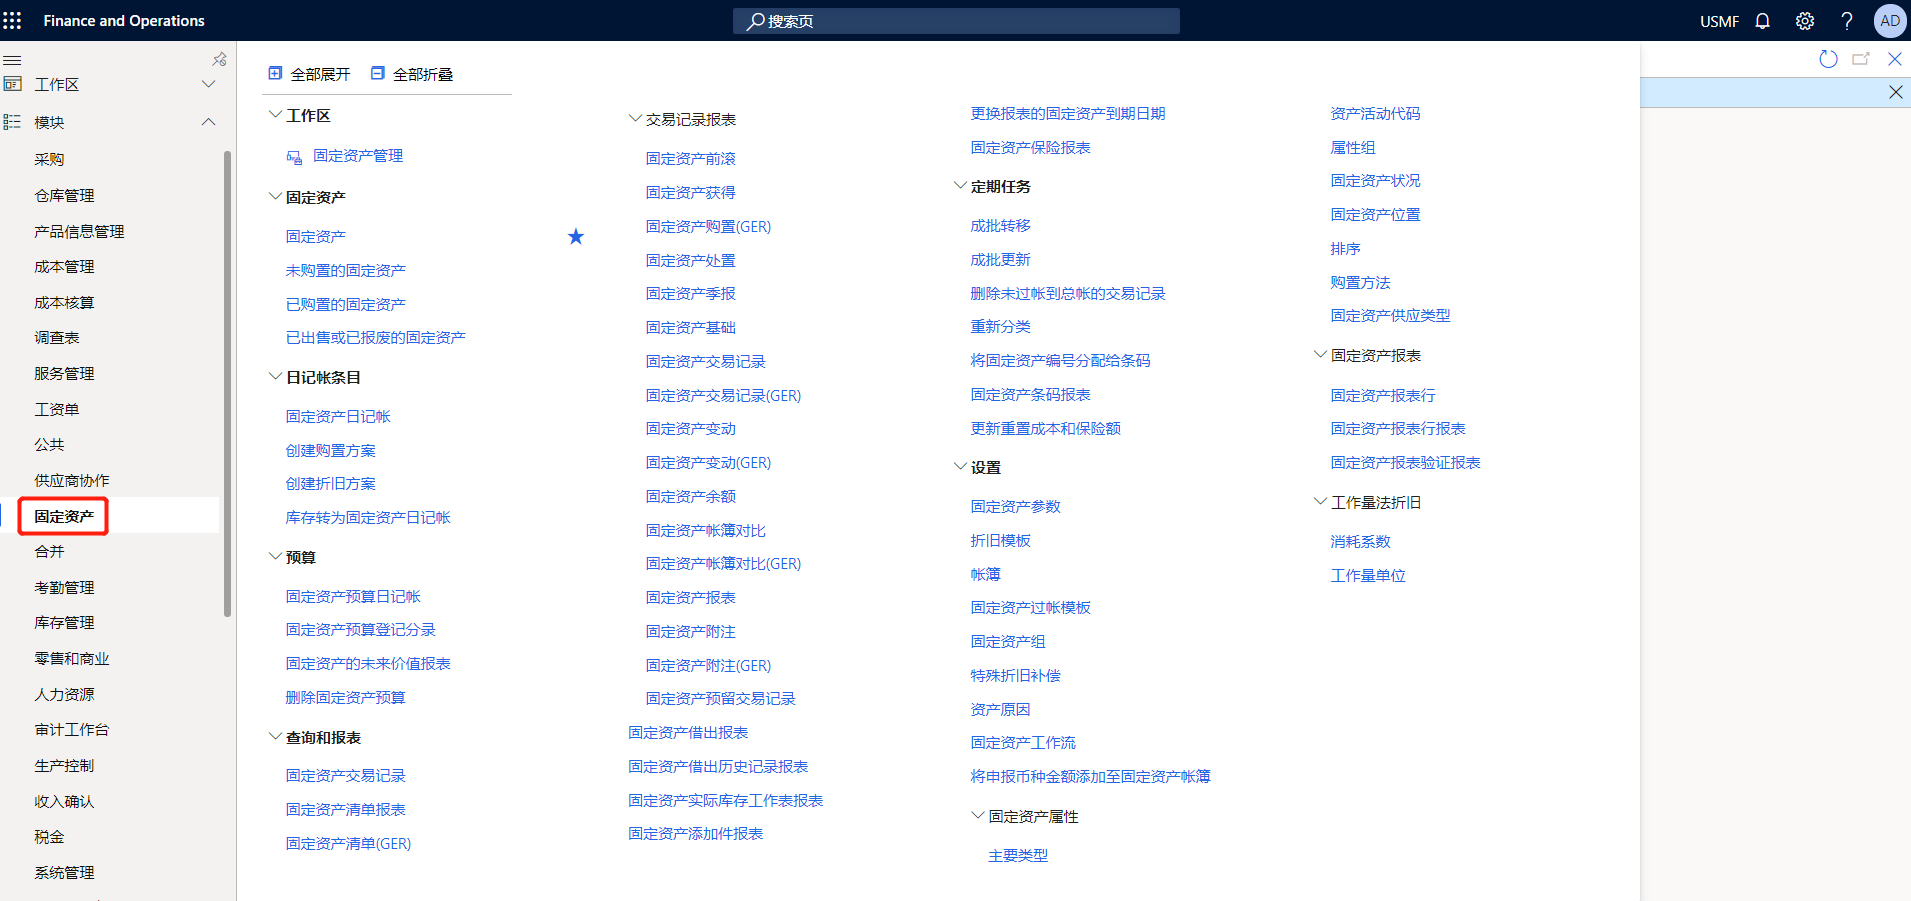 Finance and Operations
搜索页
USMF
AD
工作区
模块
采购
仓库管理
产品信息管理
成本管理
成本核算
调查表
服务管理
工资单
公共
供应商协作
固定资产
合并
考勤管理
库存管理
零售和商业
人力资源
审计工作台
生产控制
收入确认
税金
系统管理
全部展开
全部折叠
工作区
固定资产管理
固定资产
固定资产
未购置的固定资产
已购置的固定资产
已出售或已报废的固定资产
日记帐条目
固定资产日记帐
创建购置方案
创建折旧方案
库存转为固定资产日记帐
预算
固定资产预算日记帐
固定资产预算登记分录
固定资产的未来价值报表
删除固定资产预算
查询和报表
固定资产交易记录
固定资产清单报表
固定资产清单(GER)
交易记录报表
固定资产前滚
固定资产获得
固定资产购置(GER)
固定资产处置
固定资产季报
固定资产基础
固定资产交易记录
固定资产交易记录(GER)
固定资产变动
固定资产变动(GER)
固定资产余额
固定资产帐簿对比
固定资产帐簿对比(GER)
固定资产报表
固定资产附注
固定资产附注(GER)
固定资产预留交易记录
固定资产借出报表
固定资产借出历史记录报表
固定资产实际库存工作表报表
固定资产添加件报表
更换报表的固定资产到期日期
固定资产保险报表
定期任务
成批转移
成批更新
删除未过帐到总帐的交易记录
重新分类
将固定资产编号分配给条码
固定资产条码报表
更新重置成本和保险额
设置
固定资产参数
折旧模板
帐簿
固定资产过帐模板
固定资产组
特殊折旧补偿
资产原因
固定资产工作流
将申报币种金额添加至固定资产帐簿
固定资产属性
主要类型
资产活动代码
属性组
固定资产状况
固定资产位置
排序
购置方法
固定资产供应类型
固定资产报表
固定资产报表行
固定资产报表行报表
固定资产报表验证报表
工作量法折旧
消耗系数
工作量单位